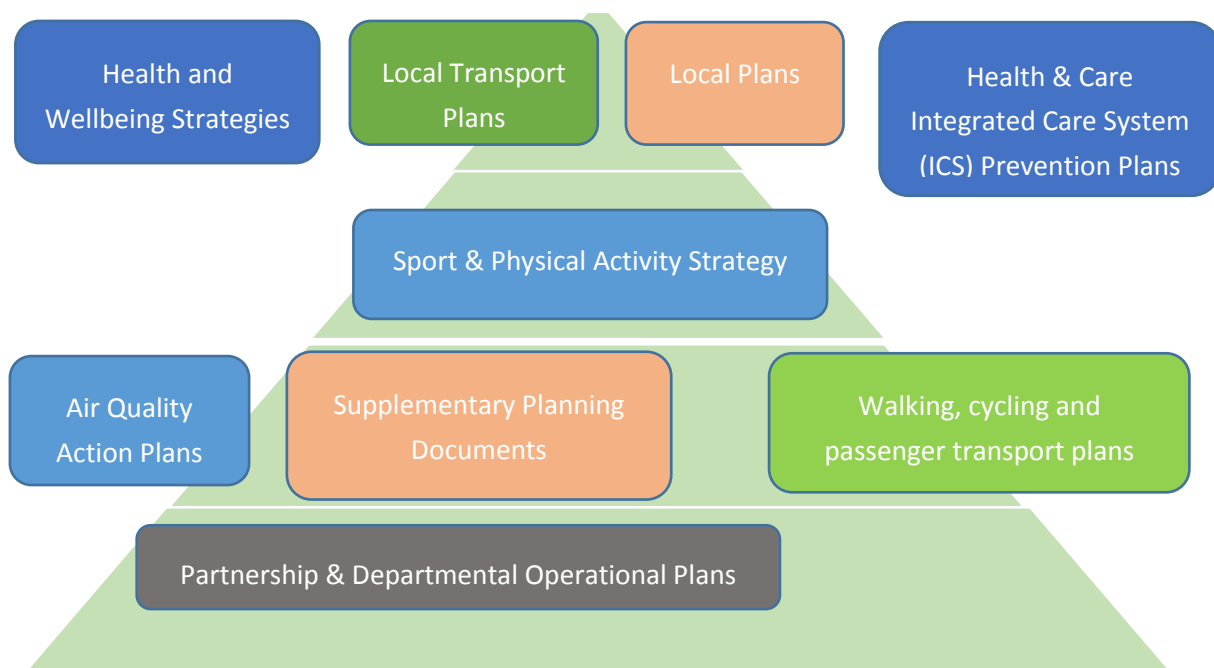 Health and
Wellbeing Strategies
Local Transport
Plans
Local Plans
Health & Care
Integrated Care System
(ICS) Prevention Plans
Sport & Physical Activity Strategy
Air Quality
Action Plans
Supplementary Planning
Documents
Walking, cycling and
passenger transport plans
Partnership & Departmental Operational Plans